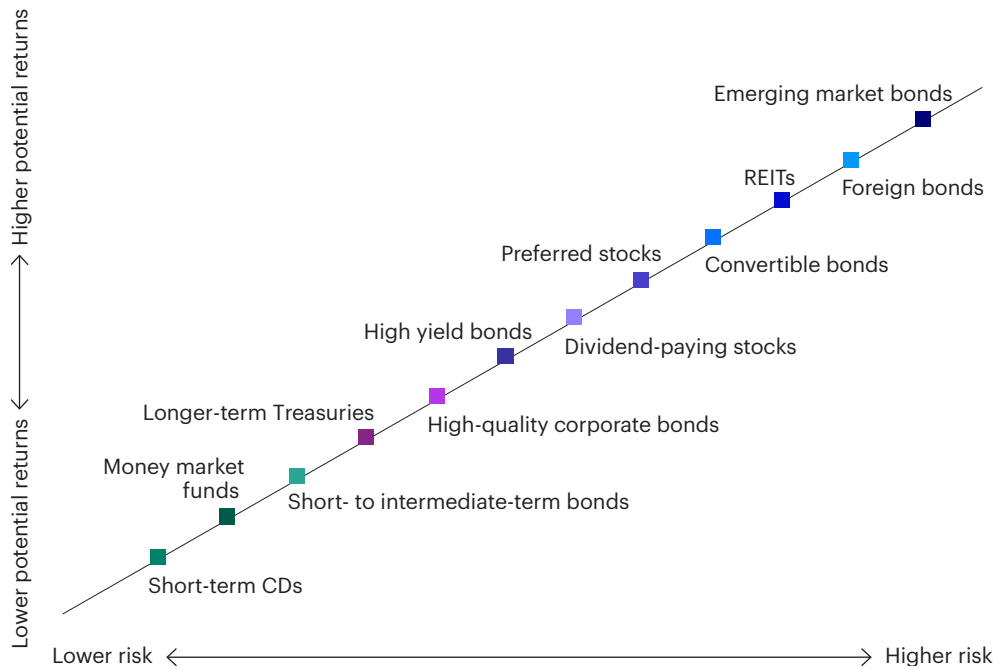 Higher potential returns
Lower potential returns
Emerging market bonds
REITs
Foreign bonds
Preferred stocks
Convertible bonds
High yield bonds
Dividend-paying stocks
Longer-term Treasuries
High-quality corporate bonds
Money market
funds
Short- to intermediate-term bonds
Short-term CDs
Lower risk
Higher risk